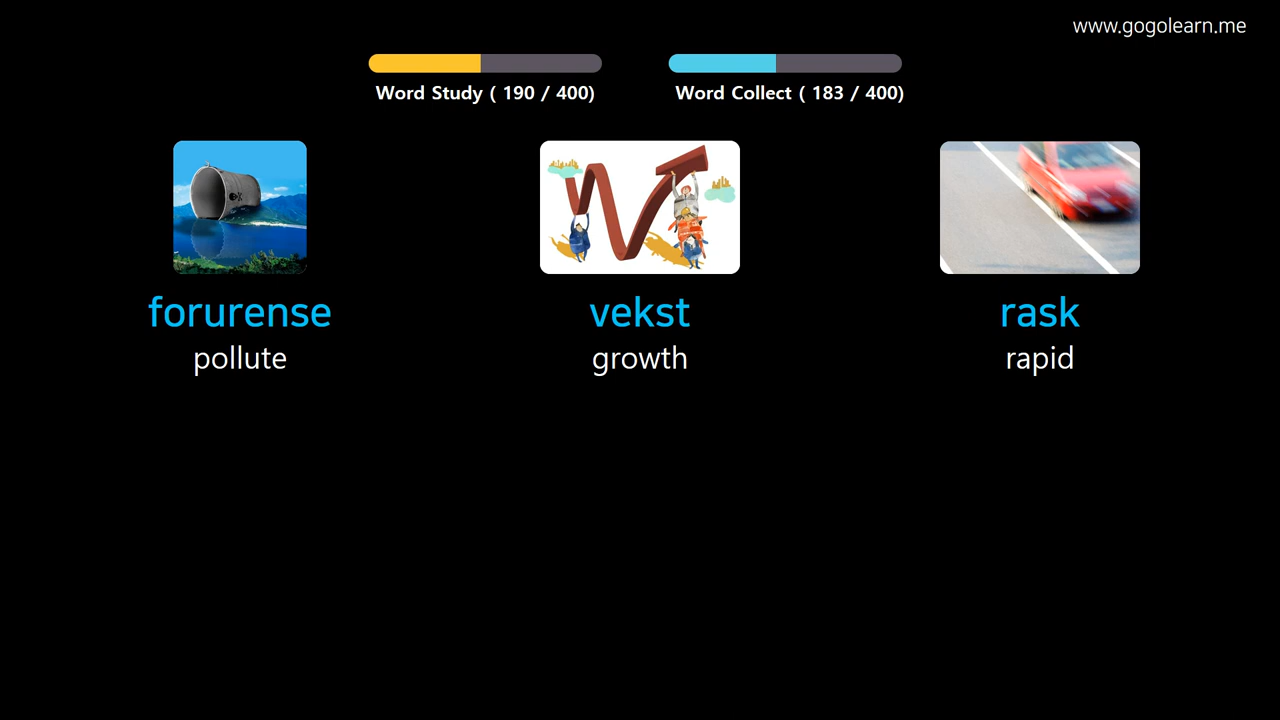 www.gogolearn.me
Word Study ( 190 / 400)
Word Collect ( 183 / 400)
forurense
vekst
rask
pollute
growth
rapid